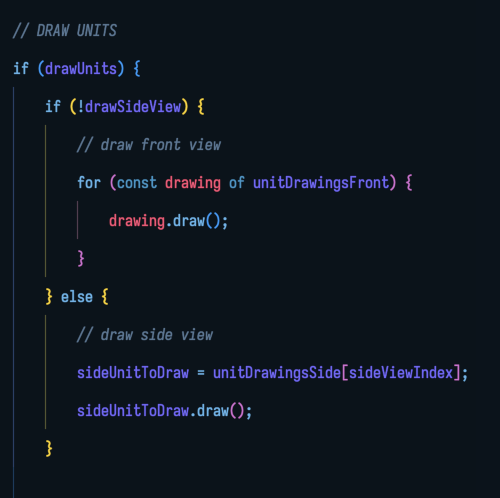 // DRAW UNITS
if (drawUnits) {
if (!drawSideView) {
// draw front view
for (const drawing of unitDrawingsFront) {
drawing.draw();
}
} else {
// draw side view
sideUnitToDraw = unitDrawingsSide[sideViewIndex];
sideUnitToDraw.draw();
}